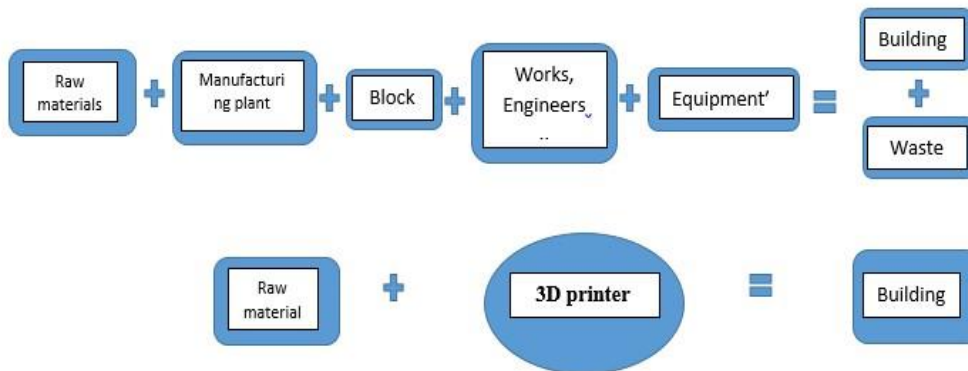 Raw
materials
Manufacturi
ng plant
Block
Works,
Engineers
..
Equipment’
Building
Waste
Raw
material
3D printer
Building